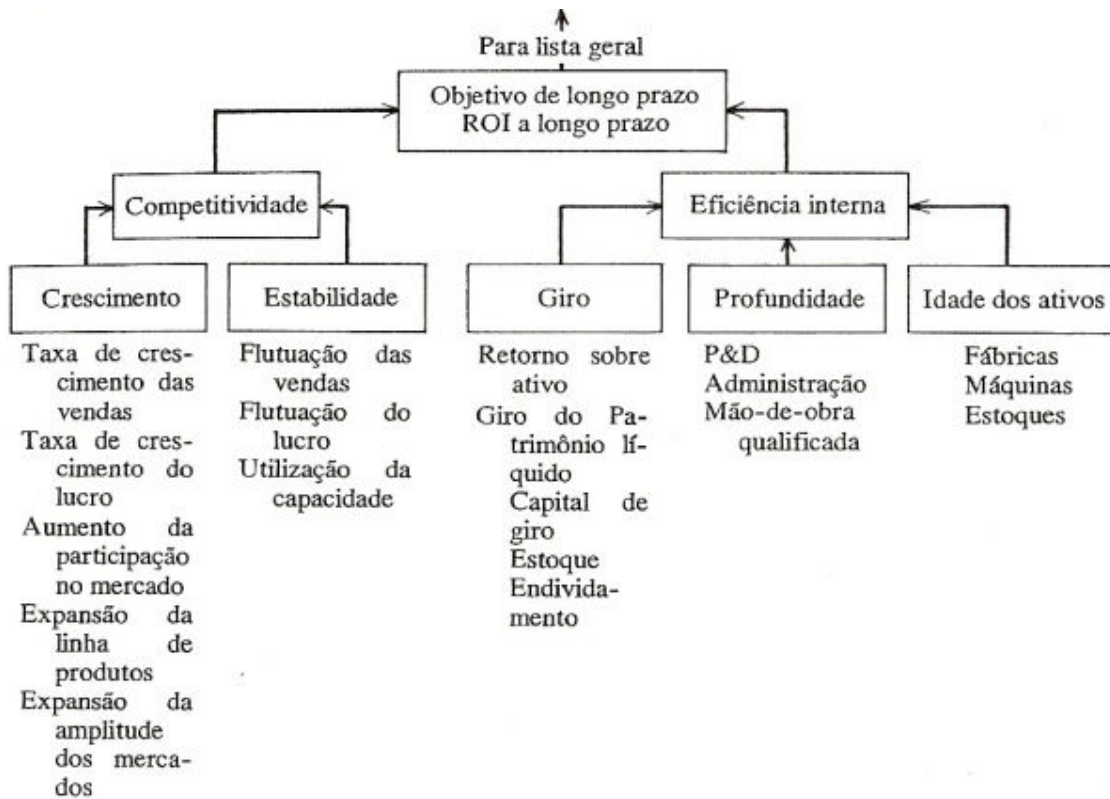 Para lista geral
Objetivo de longo prazo
ROI a longo prazo
Competitividade
Eficiência interna
Crescimento
Estabilidade
Giro
Profundidade
Idade dos ativos
Taxa de cres-
cimento das
vendas
Taxa de cres-
cimento do
lucro
Aumento da
participação
no mercado
Expansão da
linha de
produtos
Expansão da
amplitude
dos merca-
dos
Flutuação das
vendas
Flutuação do
lucro
Utilização da
capacidade
Retorno sobre
ativo
Giro do Pa-
trimônio lí-
quido
Capital de
giro
Estoque
Endivida-
mento
P&D
Administração
Mão-de-obra
qualificada
Fábricas
Máquinas
Estoques